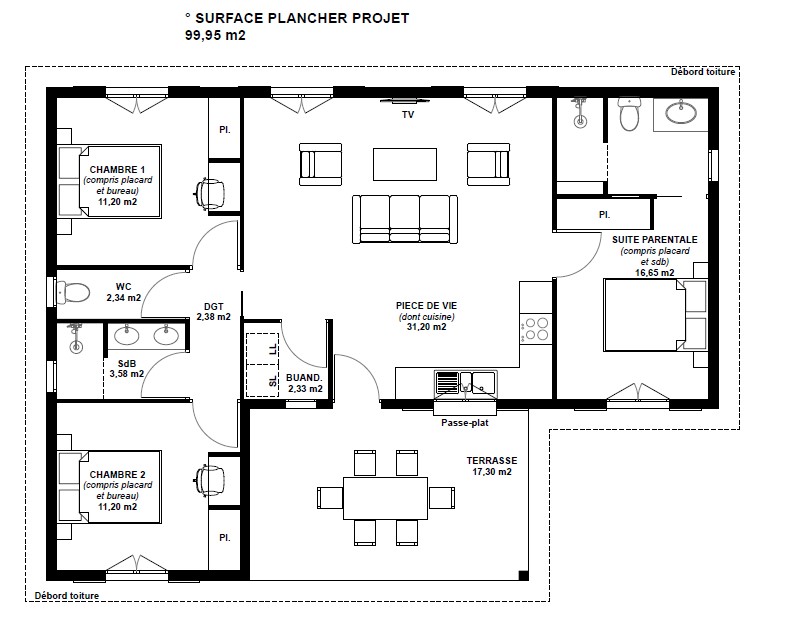 ° SURFACE PLANCHER PROJET
99,95 m2
Débord toiture
TV
Pl.
CHAMBRE 1
(compris placard
et bureau)
11,20 m2
Pl.
SUITE PARENTALE
(compris placard
et sdb)
16,65 m2
WC
2,34 m2
DGT
2,38 m2
PIECE DE VIE
(dont cuisine)
31,20 m2
LL
SL
SdB
3,58 m2
BUAND.
2,33 m2
Passe-plat
TERRASSE
17,30 m2
CHAMBRE 2
(compris placard
et bureau)
11,20 m2
Pl.
Débord toiture